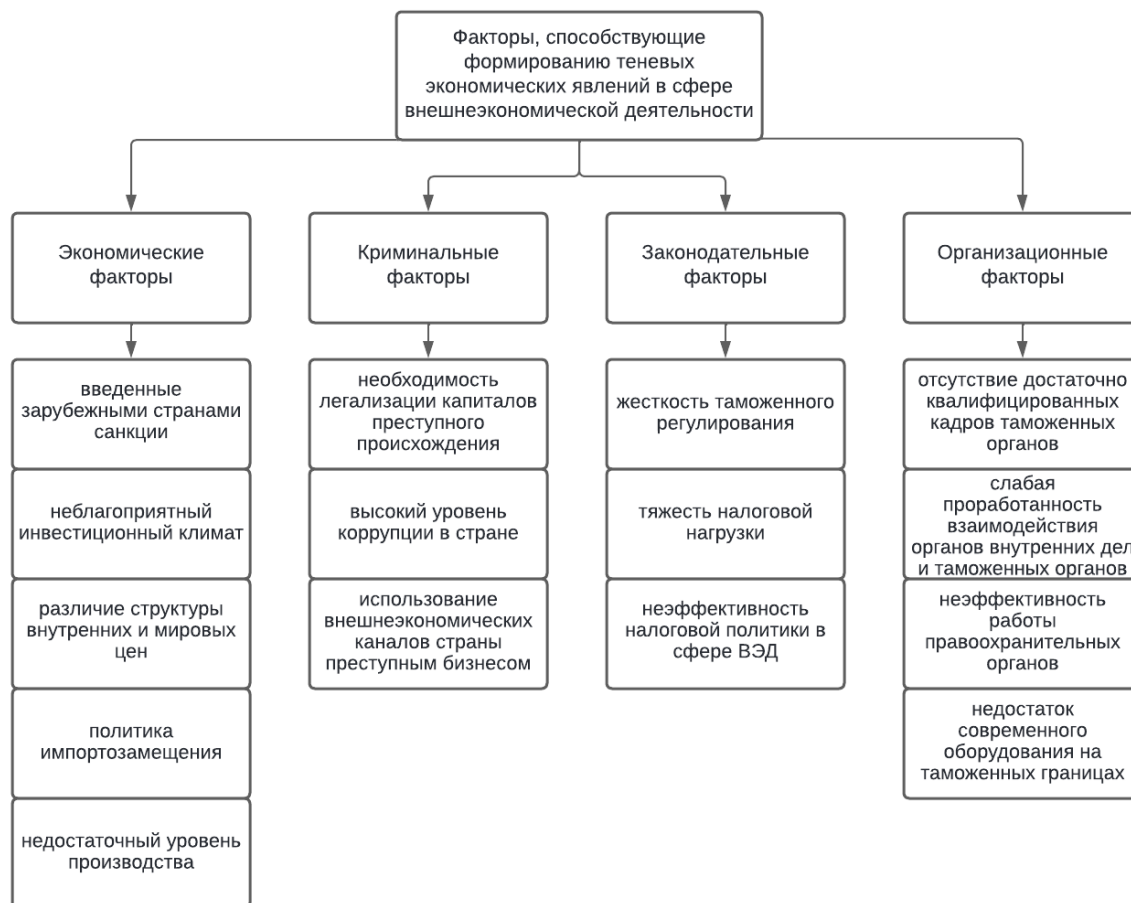 Факторы, способствующие
формированию теневых
экономических явлений в сфере
внешнеэкономической деятельности
Экономические
факторы
введенные
зарубежными странами
санкции
неблагоприятный
инвестиционный климат
различие структуры
внутренних и мировых
цен
политика
импортозамещения
недостаточный уровень
производства
Криминальные
факторы
необходимость
легализации капиталов
преступного
происхождения
высокий уровень
коррупции в стране
использование
внешнеэкономических
каналов страны
преступным бизнесом
Законодательные
факторы
жесткость таможенного
регулирования
тяжесть налоговой
нагрузки
неэффективность
налоговой политики в
сфере ВЭД
Организационные
факторы
отсутствие достаточно
квалифицированных
кадров таможенных
органов
слабая
проработанность
взаимодействия
органов внутренних дел
и таможенных органов
неэффективность
работы
правоохранительных
органов
недостаток
современного
оборудования на
таможенных границах